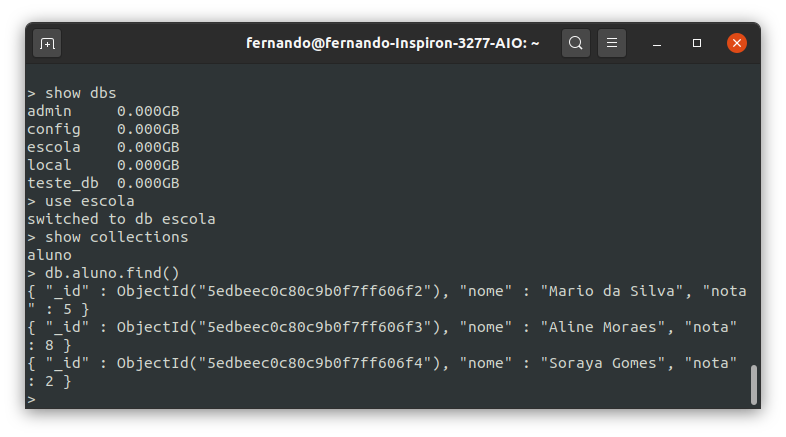 fernando@fernando-Inspiron-3277-AIO: ~
> show dbs
admin     0.000GB
config    0.000GB
escola    0.000GB
local     0.000GB
teste_db  0.000GB
> use escola
switched to db escola
> show collections
aluno
> db.aluno.find()
{ "_id" : ObjectId("5edbeec0c80c9b0f7ff606f2"), "nome" : "Mario da Silva", "nota
" : 5 }
{ "_id" : ObjectId("5edbeec0c80c9b0f7ff606f3"), "nome" : "Aline Moraes", "nota"
: 8 }
{ "_id" : ObjectId("5edbeec0c80c9b0f7ff606f4"), "nome" : "Soraya Gomes", "nota"
: 2 }
>